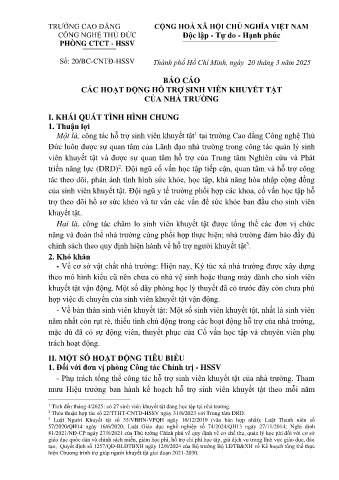 TRƯỜNG CAO ĐẲNG
CÔNG NGHỆ THỦ ĐỨC
PHÒNG CTCT - HSSV
CỘNG HOÀ XÃ HỘI CHỦ NGHĨA VIỆT NAM
Độc lập - Tự do - Hạnh phúc
Số: 20/BC-CNTĐ-HSSV
Thành phố Hồ Chí Minh, ngày 20 tháng 3 năm 2025
BÁO CÁO
CÁC HOẠT ĐỘNG HỖ TRỢ SINH VIÊN KHUYẾT TẬT
CỦA NHÀ TRƯỜNG
I. KHÁI QUÁT TÌNH HÌNH CHUNG
1. Thuận lợi
Một là, công tác hỗ trợ sinh viên khuyết tật¹ tại trường Cao đẳng Công nghệ Thủ
Đức luôn được sự quan tâm của Lãnh đạo nhà trường trong công tác quản lý sinh
viên khuyết tật và được sự quan tâm hỗ trợ của Trung tâm Nghiên cứu và Phát
triển năng lực (DRD)². Đội ngũ cố vấn học tập tiếp cận, quan tâm và hỗ trợ công
tác theo dõi, phản ánh tình hình sức khỏe, học tập, khả năng hòa nhập cộng đồng
của sinh viên khuyết tật. Đội ngũ y tế trường phối hợp các khoa, cố vấn học tập hỗ
trợ theo dõi hồ sơ sức khỏe và tư vấn các vấn đề sức khỏe ban đầu cho sinh viên
khuyết tật.
Hai là, công tác chăm lo sinh viên khuyết tật được tổng thể các đơn vị chức
năng và đoàn thể nhà trường cùng phối hợp thực hiện; nhà trường đảm bảo đầy đủ
chính sách theo quy định hiện hành về hỗ trợ người khuyết tật³.
2. Khó khăn
- Về cơ sở vật chất nhà trường: Hiện nay, Ký túc xá nhà trường được xây dựng
theo mô hình kiểu cũ nên chưa có nhà vệ sinh hoặc thang máy dành cho sinh viên
khuyết tật vận động. Một số dãy phòng học lý thuyết đã có trước đây còn chưa phù
hợp việc di chuyển của sinh viên khuyết tật vận động.
- Về bản thân sinh viên khuyết tật: Một số sinh viên khuyết tật, nhất là sinh viên
năm nhất còn rụt rè, thiếu tính chủ động trong các hoạt động hỗ trợ của nhà trường,
mặc dù đã có sự động viên, thuyết phục của Cố vấn học tập và chuyên viên phụ
trách hoạt động.
II. MỘT SỐ HOẠT ĐỘNG TIÊU BIỂU
1. Đối với đơn vị phòng Công tác Chính trị - HSSV
- Phụ trách tổng thể công tác hỗ trợ sinh viên khuyết tật của nhà trường. Tham
mưu Hiệu trưởng ban hành kế hoạch hỗ trợ sinh viên khuyết tật theo mỗi năm
¹ Tính đến tháng 4/2025: có 27 sinh viên khuyết tật đang học tập tại nhà trường.
² Thỏa thuận hợp tác số 22/TTHT-CNTĐ-HSSV ngày 31/8/2023 với Trung tâm DRD.
³ Luật Người Khuyết tật số 35/VBHN-VPQH ngày 16/12/2019 (văn bản hợp nhất); Luật Thanh niên số
57/2020/QH14 ngày 16/6/2020, Luật Giáo dục nghề nghiệp số 74/2014/QH13 ngày 27/11/2014; Nghị định
81/2021/NĐ-CP ngày 27/8/2021 của Thủ tướng Chính phủ về quy định về cơ chế thu, quản lý học phí đối với cơ sở
giáo dục quốc dân và chính sách miễn, giảm học phí, hỗ trợ chi phí học tập, giá dịch vụ trong lĩnh vực giáo dục, đào
tạo; Quyết định số 1257/QĐ-BLĐTBXH ngày 12/8/2024 của Bộ trưởng Bộ LĐTB&XH về Kế hoạch tổng thể thực
hiện Chương trình trợ giúp người khuyết tật giai đoạn 2021-2030.